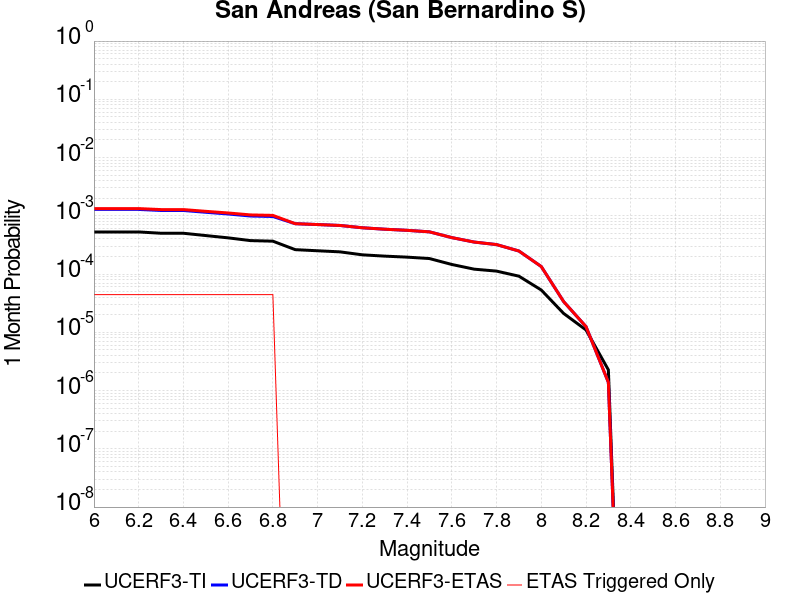 San Andreas (San Bernardino S)
10^0
10^-1
10^-2
10^-3
10^-4
10^-5
10^-6
10^-7
10^-8
1 Month Probability
6 6.2 6.4 6.6 6.8 7 7.2 7.4 7.6 7.8 8 8.2 8.4 8.6 8.8 9
Magnitude
UCERF3-TI UCERF3-TD UCERF3-ETAS ETAS Triggered Only